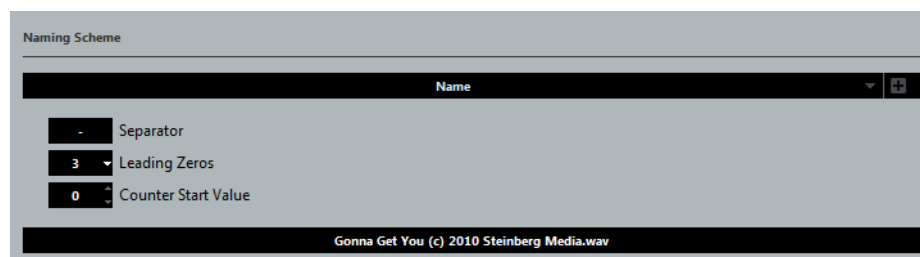 Naming Scheme
Name
- Separator
3 Leading Zeros
0 Counter Start Value
Gonna Get You (c) 2010 Steinberg Media.wav